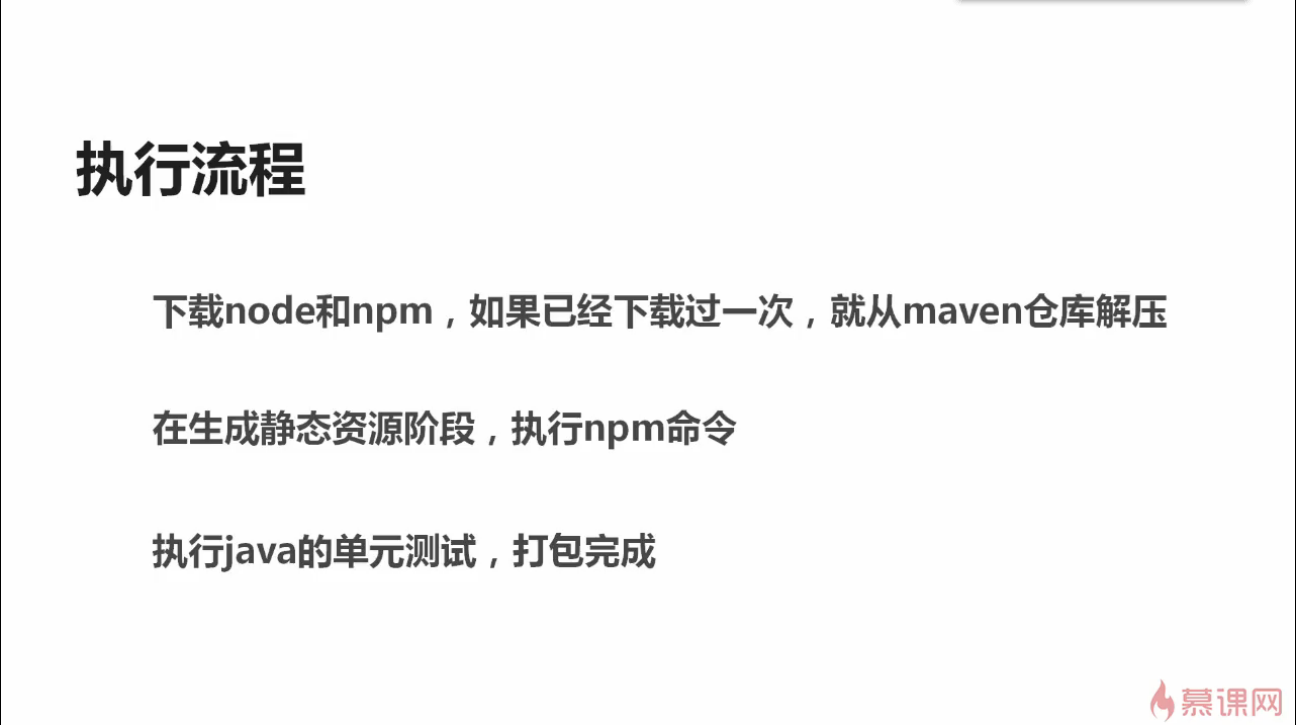 执行流程
下载node和npm，如果已经下载过一次，就从maven仓库解压
在生成静态资源阶段，执行npm命令
执行java的单元测试，打包完成
慕课网